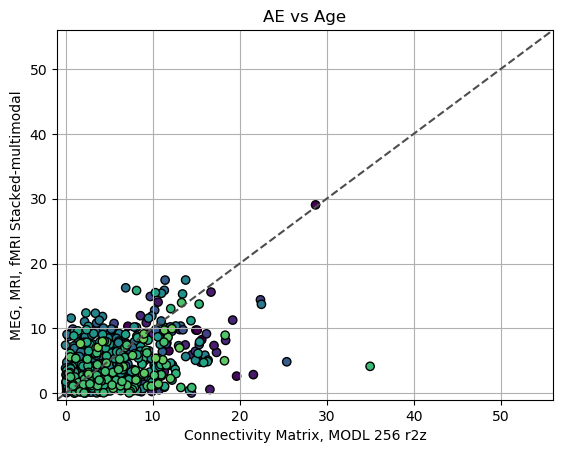 AE vs Age
MEG, MRI, fMRI Stacked-multimodal
50
40
30
20
10
0
0 10 20 30 40 50
Connectivity Matrix, MODL 256 r2z